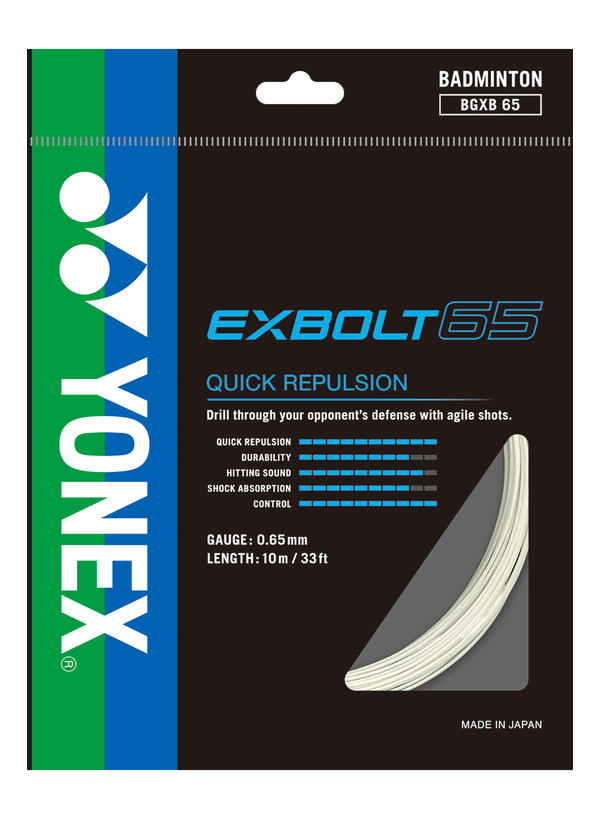 BADMINTON
BGXB 65
YONEX®
EXBOLT65
QUICK REPULSION
Drill through your opponent's defense with agile shots.
QUICK REPULSION
DURABILITY
HITTING SOUND
SHOCK ABSORPTION
CONTROL
GAUGE: 0.65mm
LENGTH: 10m / 33ft
MADE IN JAPAN